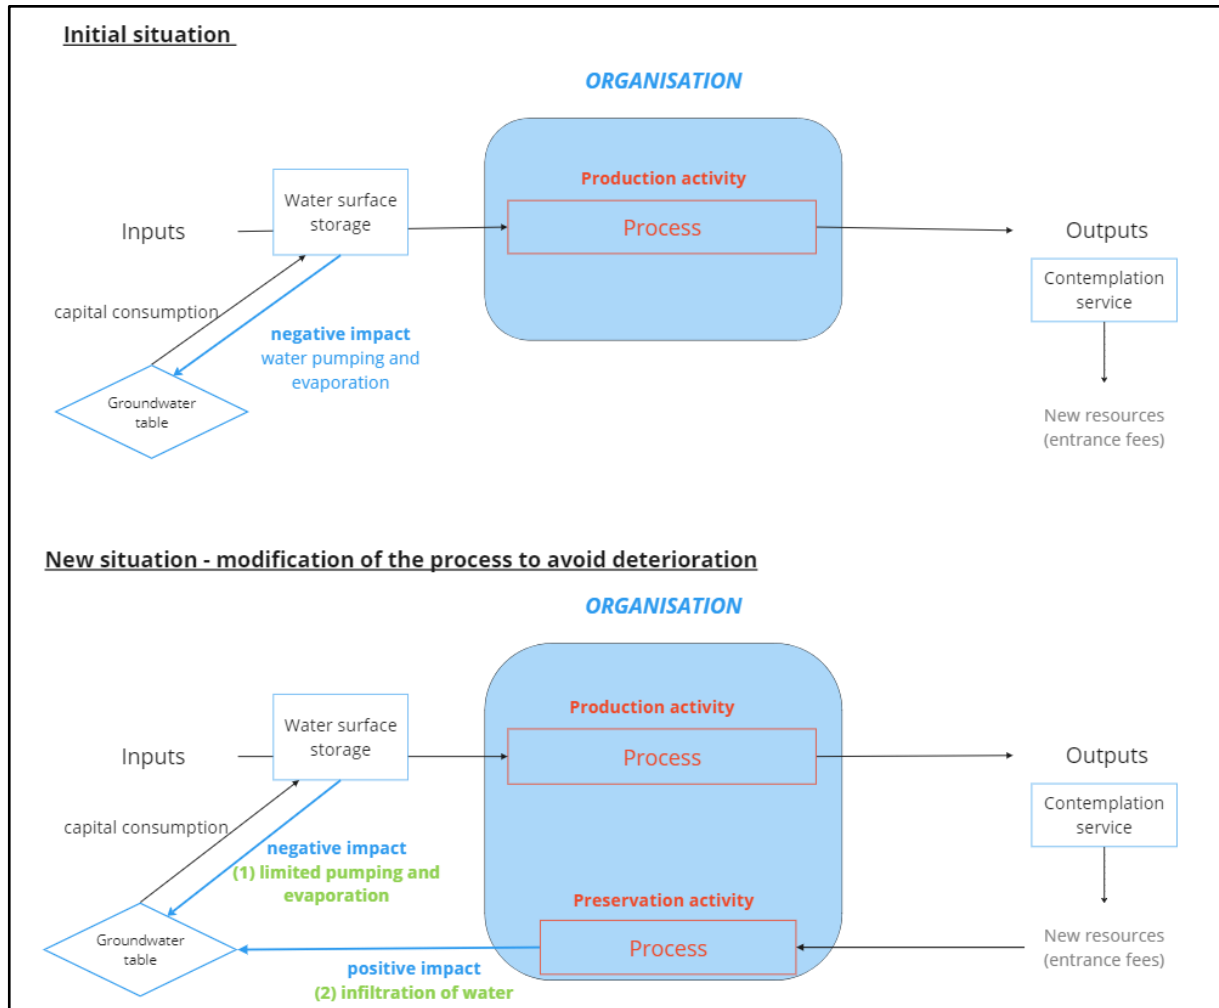 Initial situation
ORGANISATION
Production activity
Water surface
storage
Inputs
Process
Outputs
Contemplation
service
capital consumption
negative impact
water pumping and
evaporation
Groundwater
table
New resources
(entrance fees)
New situation - modification of the process to avoid deterioration
ORGANISATION
Production activity
Water surface
storage
Inputs
Process
Outputs
Contemplation
service
capital consumption
negative impact
(1) limited pumping and
evaporation
Preservation activity
Groundwater
table
Process
New resources
(entrance fees)
positive impact
(2) infiltration of water